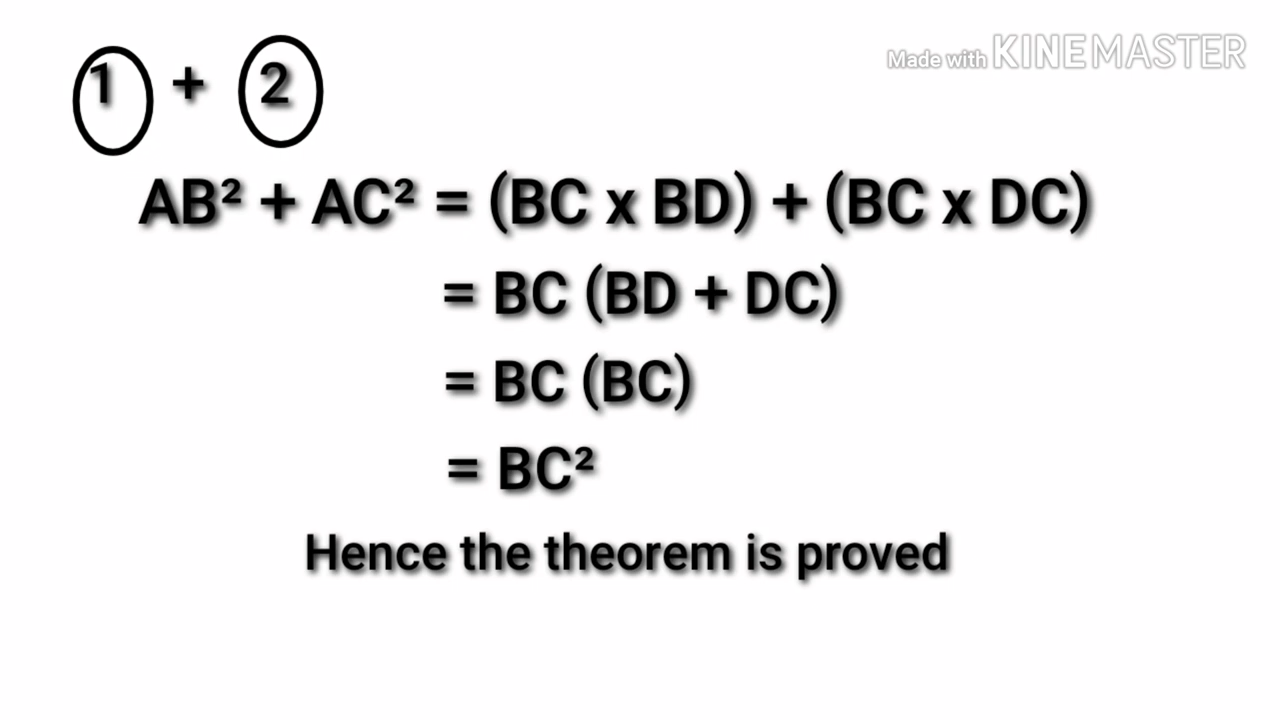 1 + 2
Made with KINEMASTER
AB² + AC² = (BC x BD) + (BC x DC)
= BC (BD + DC)
= BC (BC)
= BC²
Hence the theorem is proved